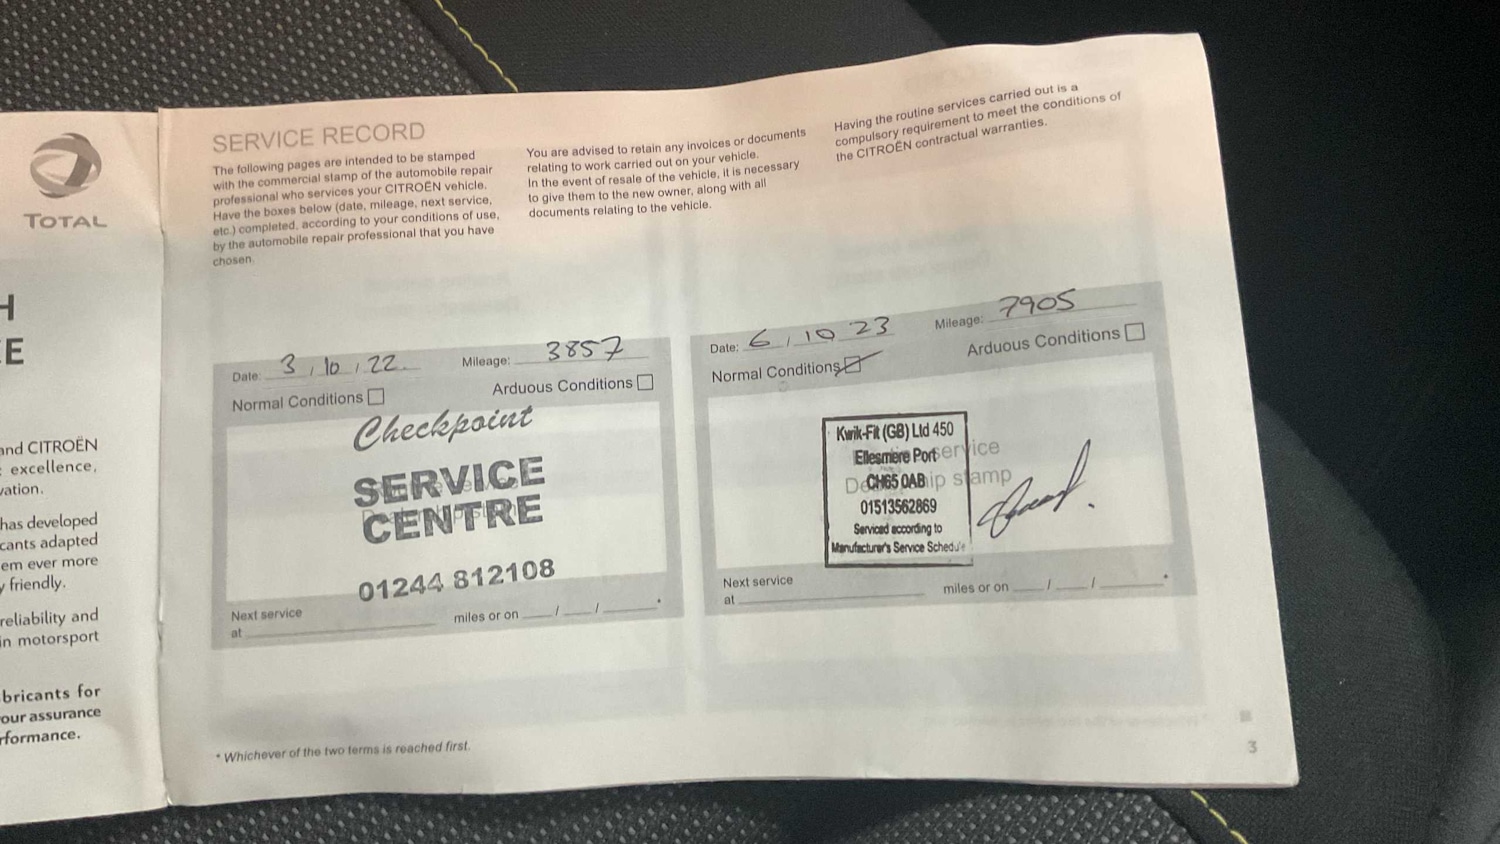 TOTAL
H
E
and CITROËN
excellence,
vation.
has developed
cants adapted
em ever more
y friendly.
reliability and
in motorsport
bricants for
our assurance
rformance.
SERVICE RECORD
The following pages are intended to be stamped
with the commercial stamp of the automobile repair
professional who services your CITROËN vehicle.
Have the boxes below (date, mileage, next service,
etc.) completed, according to your conditions of use,
by the automobile repair professional that you have
chosen.
You are advised to retain any invoices or documents
relating to work carried out on your vehicle.
In the event of resale of the vehicle, it is necessary
to give them to the new owner, along with all
documents relating to the vehicle.
Having the routine services carried out is a
compulsory requirement to meet the conditions of
the CITROËN contractual warranties.
Date: 3 / 10 / 22 Mileage: 3857
Normal Conditions Arduous Conditions
Checkpoint
SERVICE
CENTRE
01244 812108
Next service
at miles or on / / *
Date: 6 / 10 23 Mileage: 7905
Normal Conditions Arduous Conditions
Kwik-Fit (GB) Ltd 450
Ellesmere Port service
CH65 0AB stamp
01513562869
Serviced according to
Manufacturer's Service Schedule
Next service
at miles or on / / *
* Whichever of the two terms is reached first.
3